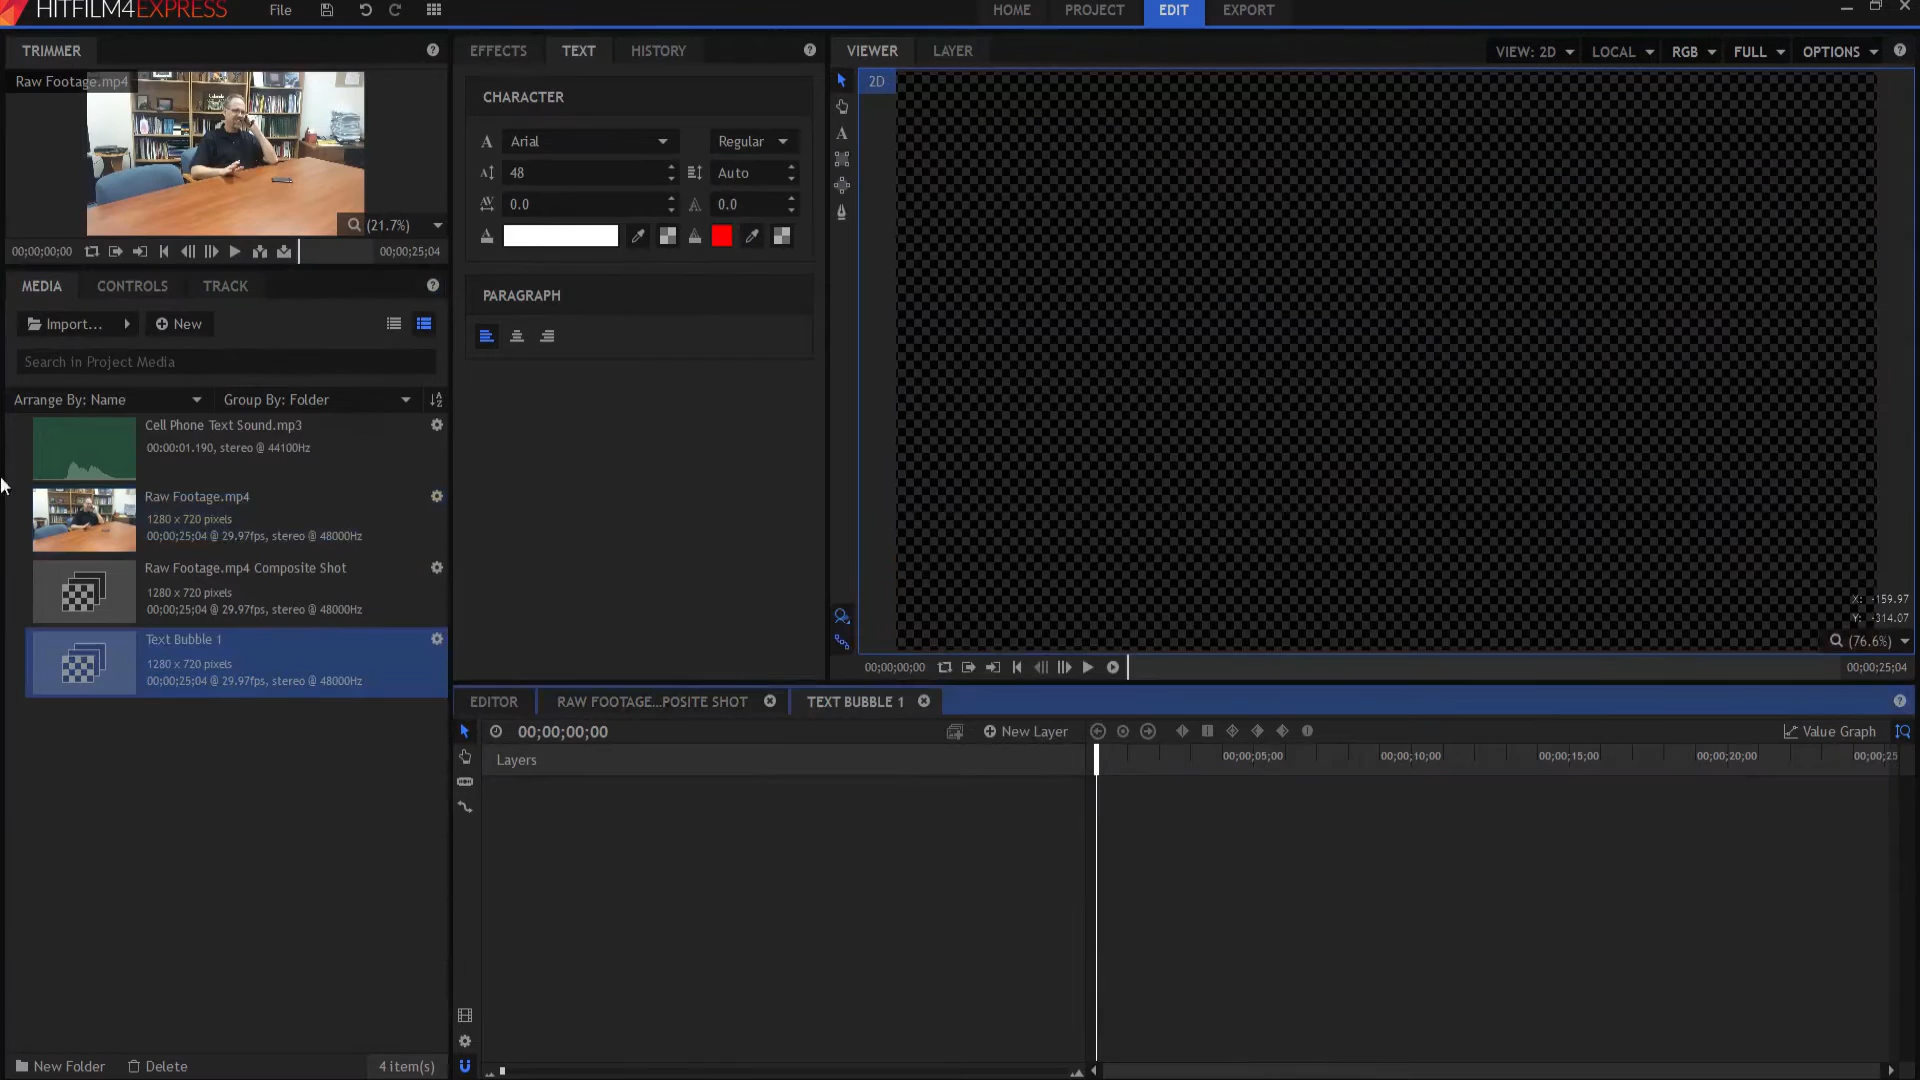 HITFILM4EXPRESS
File
HOME
PROJECT
EDIT
EXPORT
TRIMMER
Raw Footage.mp4
(21.7%)
00;00;00;00
00;00;25;04
MEDIA
CONTROLS
TRACK
Import...
New
Search in Project Media
Arrange By: Name
Group By: Folder
Cell Phone Text Sound.mp3
00:00:01.190, stereo @ 44100Hz
Raw Footage.mp4
1280 x 720 pixels
00;00;25;04 @ 29.97fps, stereo @ 48000Hz
Raw Footage.mp4 Composite Shot
1280 x 720 pixels
00;00;25;04 @ 29.97fps, stereo @ 48000Hz
Text Bubble 1
1280 x 720 pixels
00;00;25;04 @ 29.97fps, stereo @ 48000Hz
New Folder
Delete
4 item(s)
EFFECTS
TEXT
HISTORY
CHARACTER
Arial
Regular
48
Auto
0.0
0.0
PARAGRAPH
VIEWER
LAYER
VIEW: 2D
LOCAL
RGB
FULL
OPTIONS
2D
X: -159.97
Y: -314.07
(76.6%)
00;00;00;00
00;00;25;04
EDITOR
RAW FOOTAGE...POSITE SHOT
TEXT BUBBLE 1
00;00;00;00
New Layer
Value Graph
Layers
00;00;05;00
00;00;10;00
00;00;15;00
00;00;20;00
00;00;25